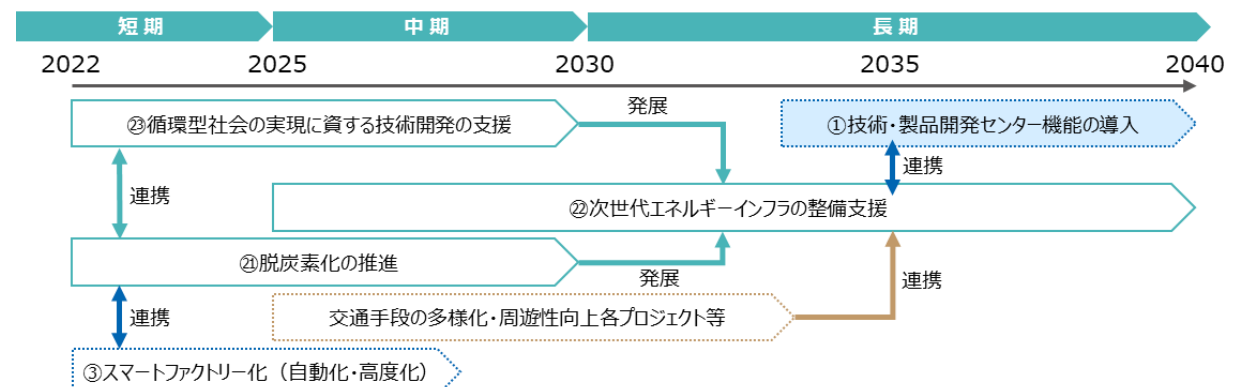 短期 中期 長期
2022 2025 2030 2035 2040
㉓循環型社会の実現に資する技術開発の支援
発展
①技術・製品開発センター機能の導入
連携
連携
㉒次世代エネルギーインフラの整備支援
㉑脱炭素化の推進
発展
連携
連携
交通手段の多様化・周遊性向上各プロジェクト等
③スマートファクトリー化（自動化・高度化）